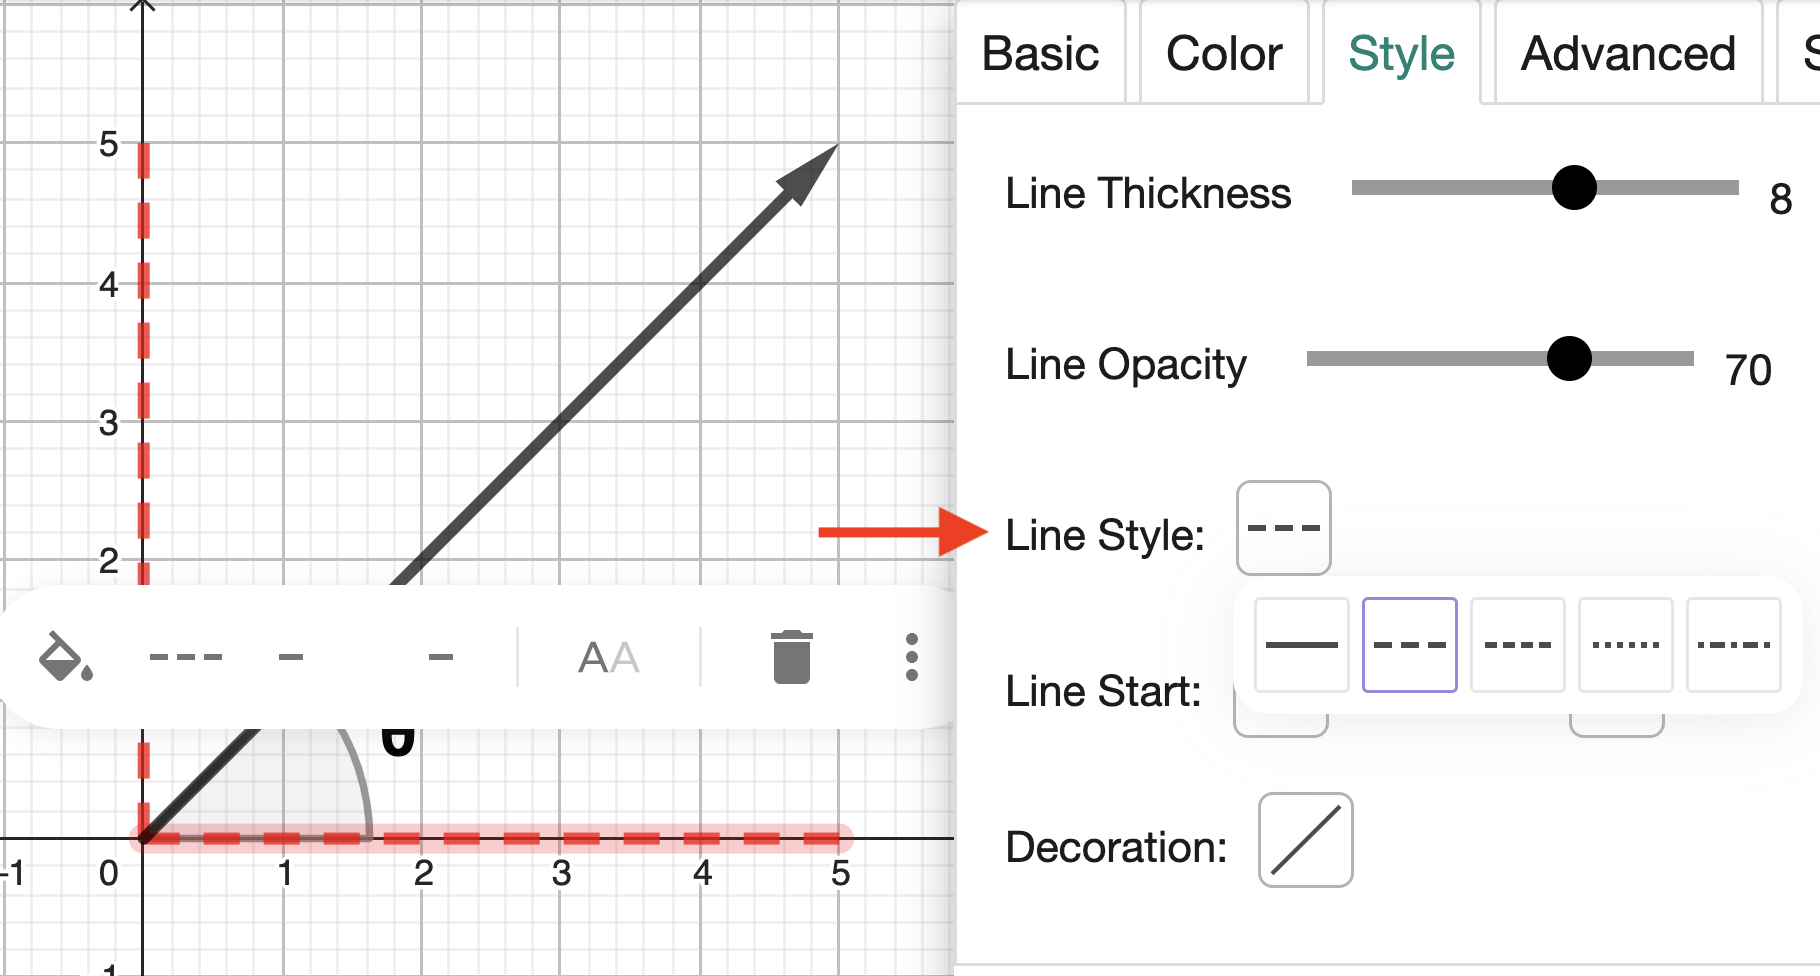 Basic Color Style Advanced S
5
4
3
2
Line Thickness 8
Line Opacity 70
Line Style:
AA
Line Start:
θ
Decoration:
-1 0 1 2 3 4 5
1